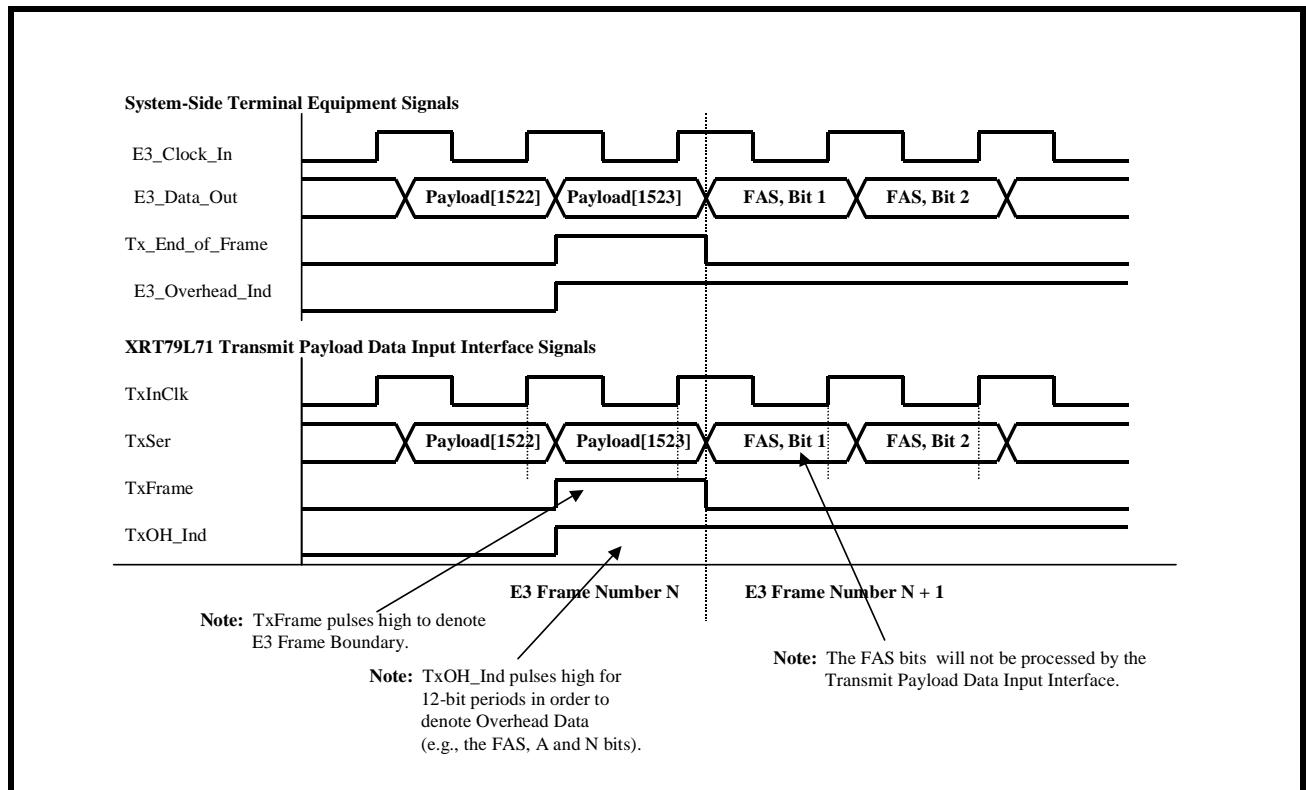 System-Side Terminal Equipment Signals
E3_Clock_In
E3_Data_Out
Payload[1522]
Payload[1523]
FAS, Bit 1
FAS, Bit 2
Tx_End_of_Frame
E3_Overhead_Ind
XRT79L71 Transmit Payload Data Input Interface Signals
TxInClk
TxSer
Payload[1522]
Payload[1523]
FAS, Bit 1
FAS, Bit 2
TxFrame
TxOH_Ind
E3 Frame Number N
E3 Frame Number N + 1
Note: TxFrame pulses high to denote
E3 Frame Boundary.
Note: TxOH_Ind pulses high for
12-bit periods in order to
denote Overhead Data
(e.g., the FAS, A and N bits).
Note: The FAS bits will not be processed by the
Transmit Payload Data Input Interface.